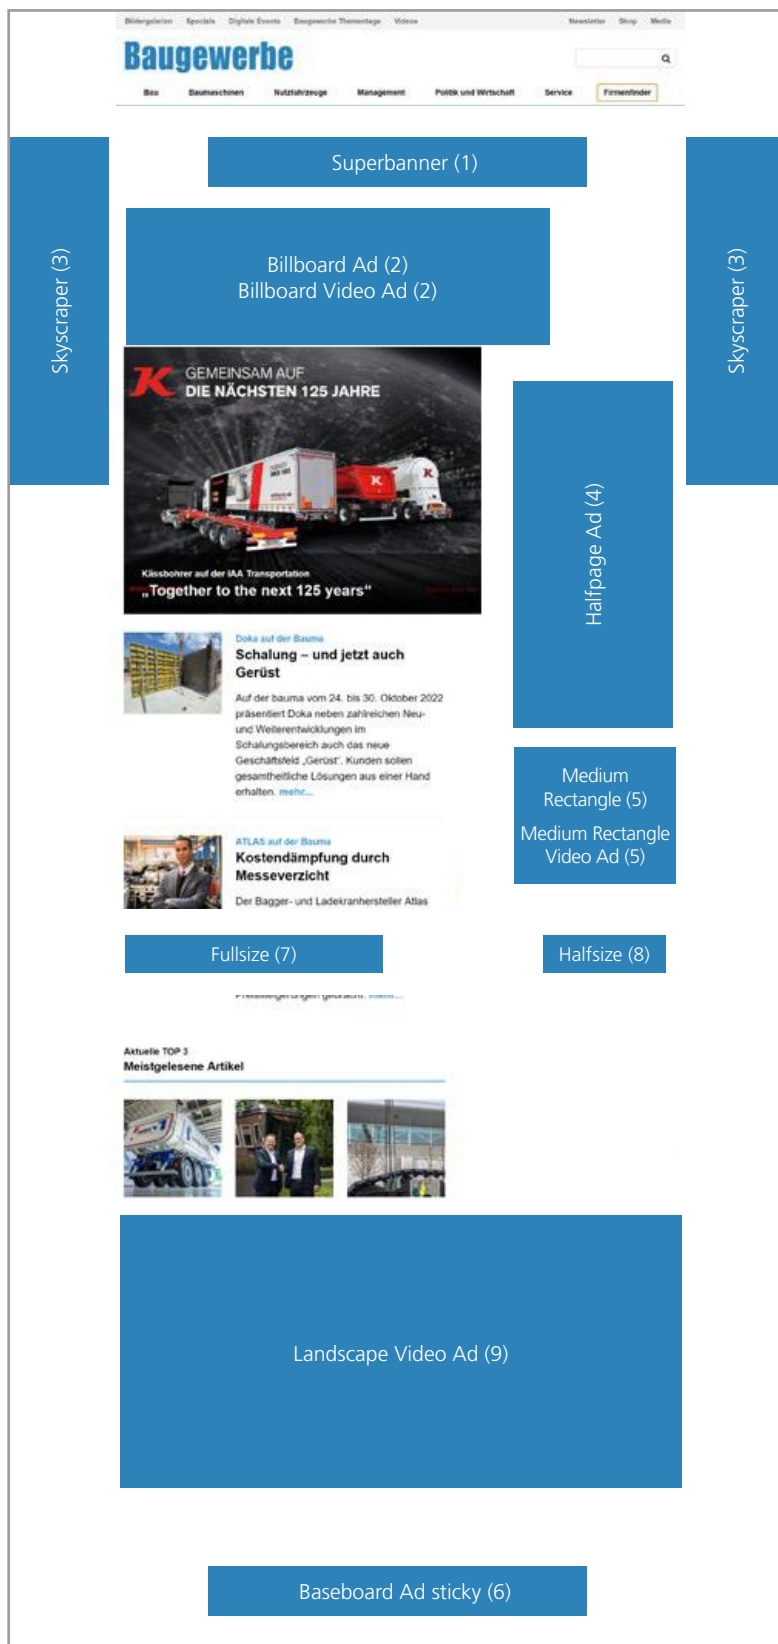 Bildergalerien Specials Digitale Events Baugewerbe Thementage Videos Newsletter Shop Media
Baugewerbe
Bau Baumaschinen Nutzfahrzeuge Management Politik und Wirtschaft Service Firmenfinder
Superbanner (1)
Skyscraper (3)
Billboard Ad (2)
Billboard Video Ad (2)
Skyscraper (3)
K GEMEINSAM AUF
DIE NÄCHSTEN 125 JAHRE
Kässbohrer auf der IAA Transportation
„Together to the next 125 years“
Halfpage Ad (4)
Doka auf der Bauma
Schalung – und jetzt auch
Gerüst
Auf der bauma vom 24. bis 30. Oktober 2022
präsentiert Doka neben zahlreichen Neu-
und Weiterentwicklungen im
Schalungsbereich auch das neue
Geschäftsfeld „Gerüst“. Kunden sollen
gesamtheitliche Lösungen aus einer Hand
erhalten. mehr...
Medium
Rectangle (5)
Medium Rectangle
Video Ad (5)
ATLAS auf der Bauma
Kostendämpfung durch
Messeverzicht
Der Bagger- und Ladekranhersteller Atlas
Fullsize (7)
Halfsize (8)
Preissteigerungen gebracht. mehr...
Aktuelle TOP 3
Meistgelesene Artikel
Landscape Video Ad (9)
Baseboard Ad sticky (6)